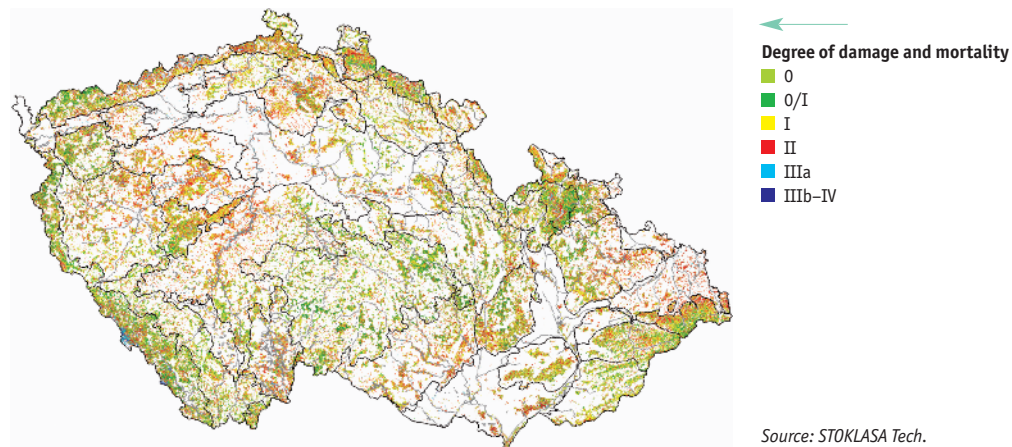 Degree of damage and mortality
0
0/I
I
II
IIIa
IIIb–IV
Source: STOKLASA Tech.